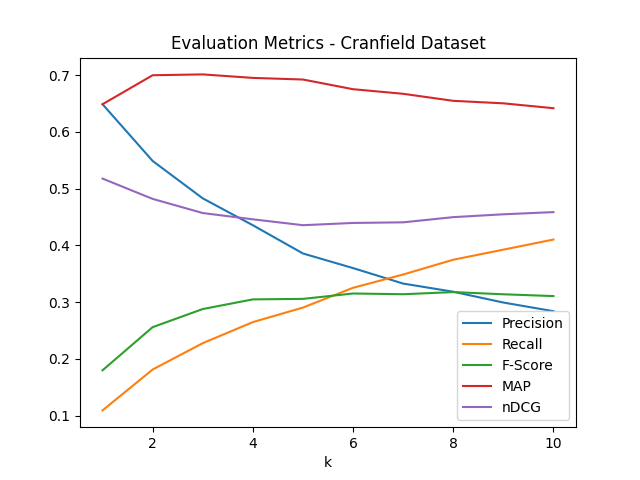 Evaluation Metrics - Cranfield Dataset
0.7
0.6
0.5
0.4
0.3
0.2
0.1
Precision
Recall
F-Score
MAP
nDCG
2
4
6
8
10
k